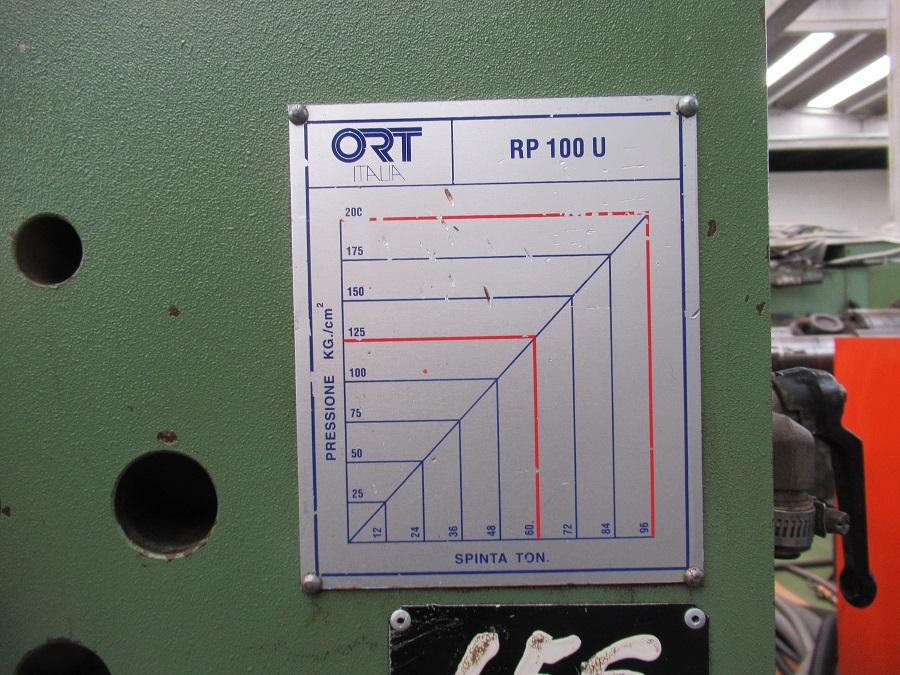 ORT
ITALIA
RP 100 U
200
175
150
125
100
75
50
25
PRESSIONE KG./cm²
12 24 36 48 60 72 84 96
SPINTA TON.